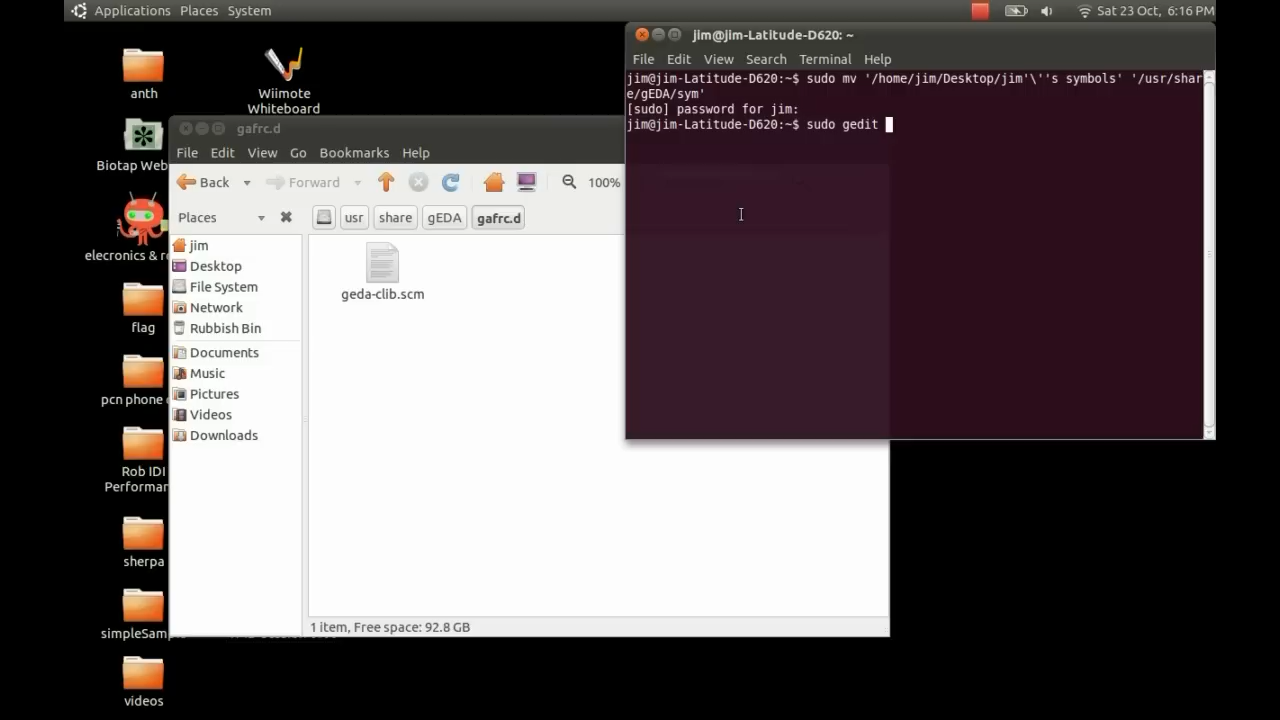 Applications Places System
Sat 23 Oct, 6:16 PM
anth
Wiimote
Whiteboard
Biotap Web
elecronics & r
flag
pcn phone
Rob IDI
Performan
sherpa
simpleSam
videos
gafrc.d
File Edit View Go Bookmarks Help
Back Forward 100%
Places usr share gEDA gafrc.d
jim
Desktop
File System
Network
Rubbish Bin
Documents
Music
Pictures
Videos
Downloads
geda-clib.scm
1 item, Free space: 92.8 GB
jim@jim-Latitude-D620: ~
File Edit View Search Terminal Help
jim@jim-Latitude-D620:~$ sudo mv '/home/jim/Desktop/jim'\''s symbols' '/usr/shar
e/gEDA/sym'
[sudo] password for jim:
jim@jim-Latitude-D620:~$ sudo gedit